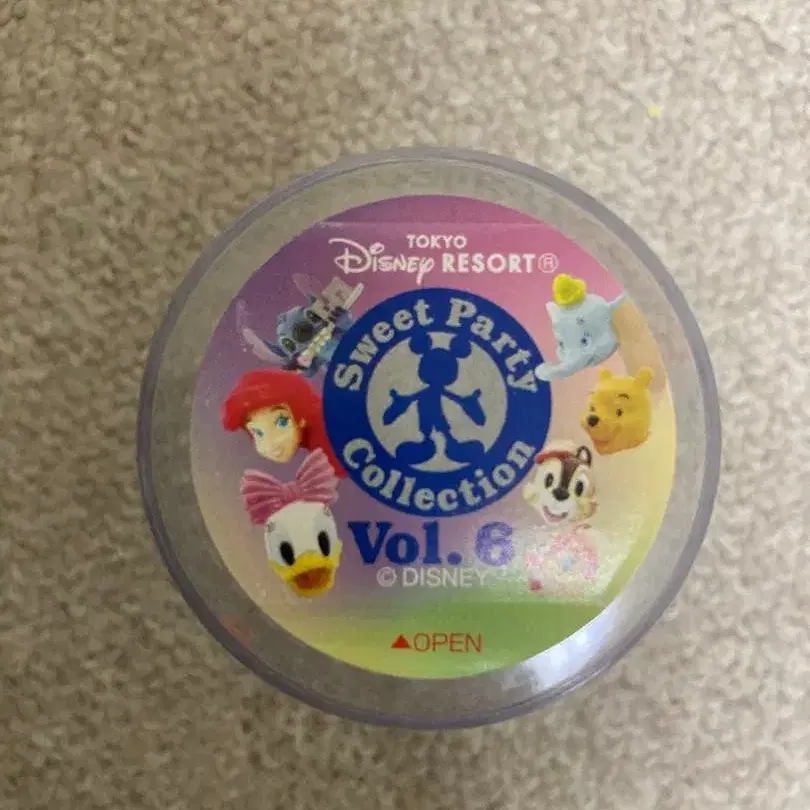 TOKYO
Disney RESORT®
Sweet Party
Collection
Vol. 6
© DISNEY
▲OPEN